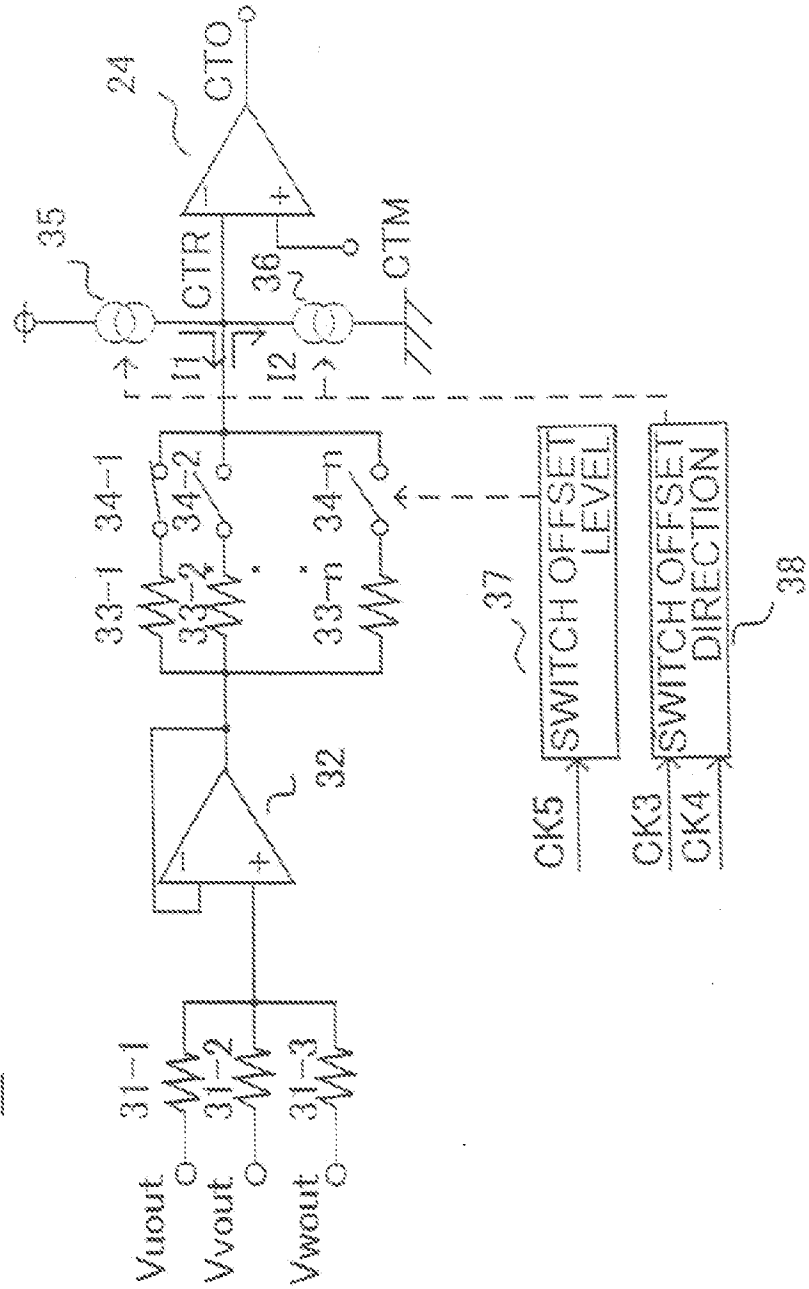 Vuout
Vvout
Vwout
31-1
31-2
31-3
−
+
32
33-1
33-2
33-n
34-1
34-2
34-n
I1
I2
35
CTR
36
CTM
−
+
24
CTO
CK5
37
SWITCH OFFSET
LEVEL
CK3
CK4
SWITCH OFFSET
DIRECTION
38